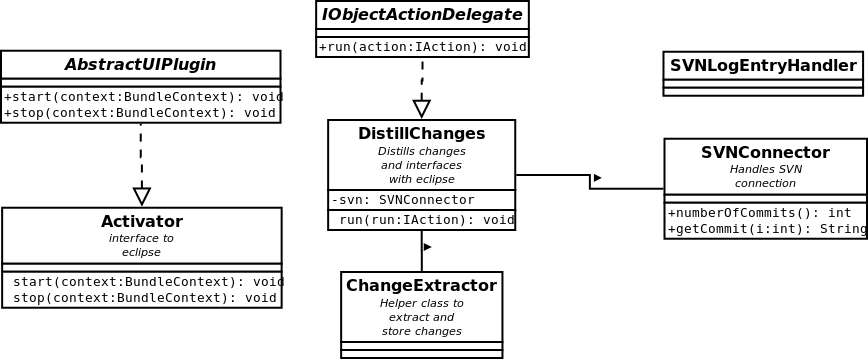 AbstractUIPlugin
+start(context:BundleContext): void
+stop(context:BundleContext): void
Activator
interface to
eclipse
start(context:BundleContext): void
stop(context:BundleContext): void
IObjectActionDelegate
+run(action:IAction): void
DistillChanges
Distills changes
and interfaces
with eclipse
-svn: SVNConnector
run(run:IAction): void
ChangeExtractor
Helper class to
extract and
store changes
SVNLogEntryHandler
SVNConnector
Handles SVN
connection
+numberOfCommits(): int
+getCommit(i:int): String